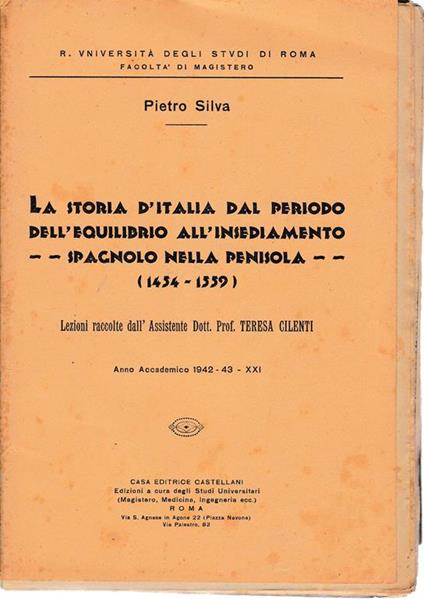 R. VNIVERSITÀ DEGLI STVDI DI ROMA
FACOLTA' DI MAGISTERO
Pietro Silva
LA STORIA D'ITALIA DAL PERIODO
DELL'EQUILIBRIO ALL'INSEDIAMENTO
-- SPAGNOLO NELLA PENISOLA --
(1454-1559)
Lezioni raccolte dall' Assistente Dott. Prof. TERESA CILENTI
Anno Accademico 1942-43 - XXI
CASA EDITRICE CASTELLANI
Edizioni a cura degli Studi Universitari
(Magistero, Medicina, Ingegneria ecc.)
ROMA
Via S. Agnese in Agone 22 (Piazza Navona)
Via Palestro, 82